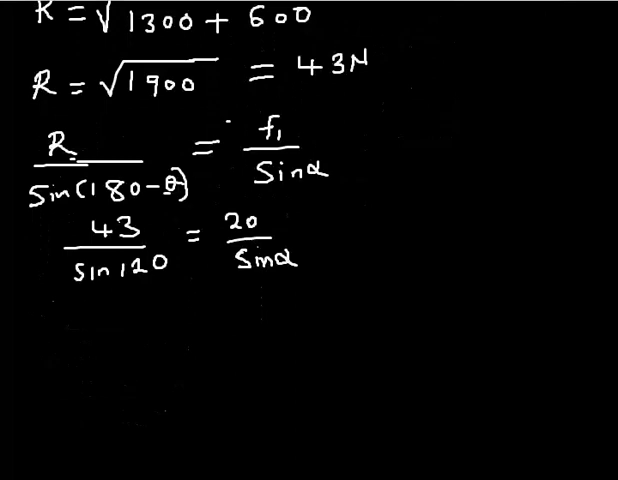 R = √1300 + 600
R = √1900 = 43N
R/Sin(180-θ) = f₁/Sinα
43/sin120 = 20/Sinα